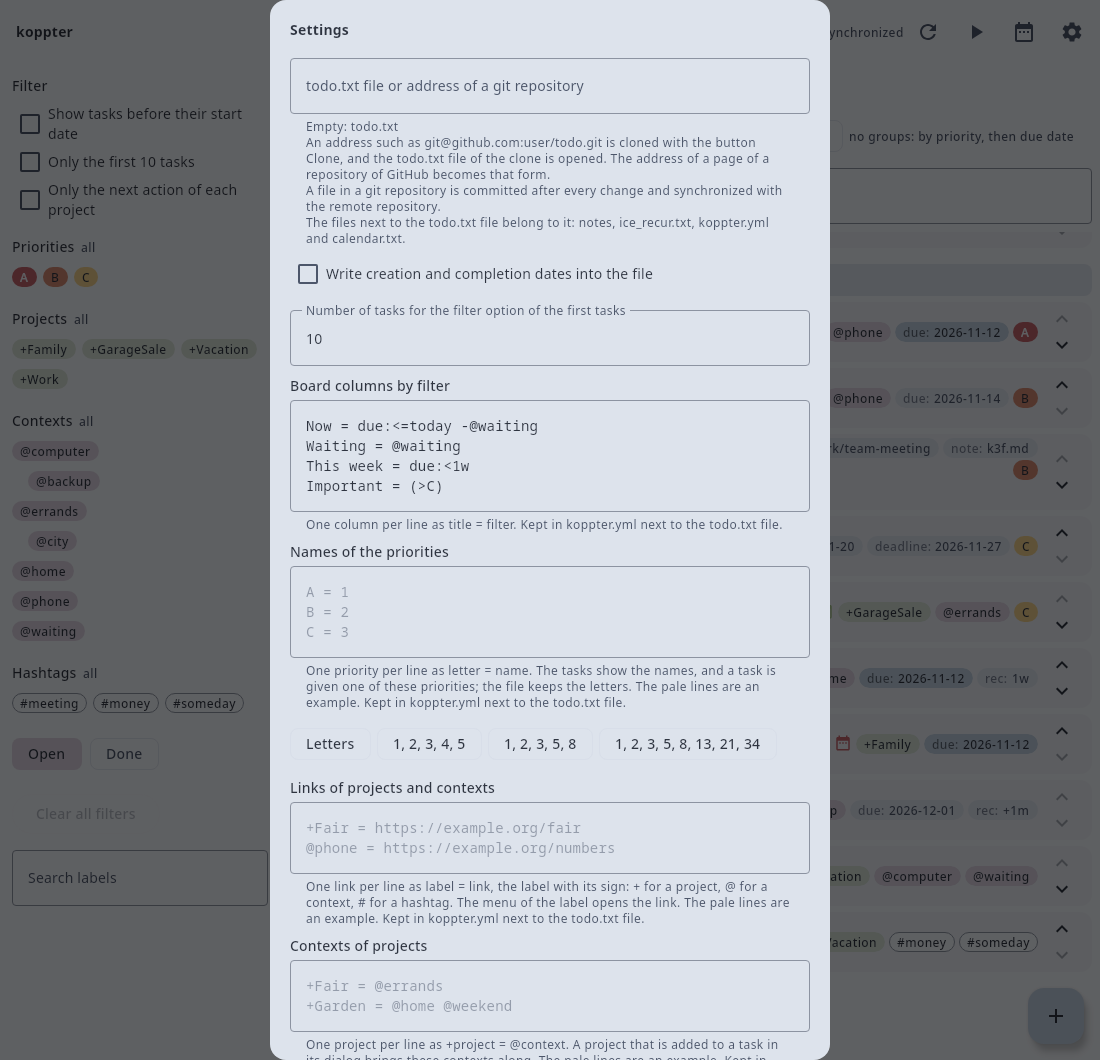 koppter
Filter
Show tasks before their start
date
Only the first 10 tasks
Only the next action of each
project
Priorities all
A B C
Projects all
+Family +GarageSale +Vacation
+Work
Contexts all
@computer
@backup
@errands
@city
@home
@phone
@waiting
Hashtags all
#meeting #money #someday
Open Done
Clear all filters
Search labels
Settings
todo.txt file or address of a git repository
Empty: todo.txt
An address such as git@github.com:user/todo.git is cloned with the button
Clone, and the todo.txt file of the clone is opened. The address of a page of a
repository of GitHub becomes that form.
A file in a git repository is committed after every change and synchronized with
the remote repository.
The files next to the todo.txt file belong to it: notes, ice_recur.txt, koppter.yml
and calendar.txt.
Write creation and completion dates into the file
Number of tasks for the filter option of the first tasks
10
Board columns by filter
Now = due:<=today -@waiting
Waiting = @waiting
This week = due:<1w
Important = (>C)
One column per line as title = filter. Kept in koppter.yml next to the todo.txt file.
Names of the priorities
A = 1
B = 2
C = 3
One priority per line as letter = name. The tasks show the names, and a task is
given one of these priorities; the file keeps the letters. The pale lines are an
example. Kept in koppter.yml next to the todo.txt file.
Letters 1, 2, 3, 4, 5 1, 2, 3, 5, 8 1, 2, 3, 5, 8, 13, 21, 34
Links of projects and contexts
+Fair = https://example.org/fair
@phone = https://example.org/numbers
One link per line as label = link, the label with its sign: + for a project, @ for a
context, # for a hashtag. The menu of the label opens the link. The pale lines are
an example. Kept in koppter.yml next to the todo.txt file.
Contexts of projects
+Fair = @errands
+Garden = @home @weekend
One project per line as +project = @context. A project that is added to a task in
its dialog brings these contexts along. The pale lines are an example. Kept in
ynchronized
no groups: by priority, then due date
@phone due: 2026-11-12 A
@phone due: 2026-11-14 B
rk/team-meeting note: k3f.md
B
1-20 deadline: 2026-11-27 C
+GarageSale @errands C
me due: 2026-11-12 rec: 1w
+Family due: 2026-11-12
p due: 2026-12-01 rec: +1m
ation @computer @waiting
Vacation #money #someday
+